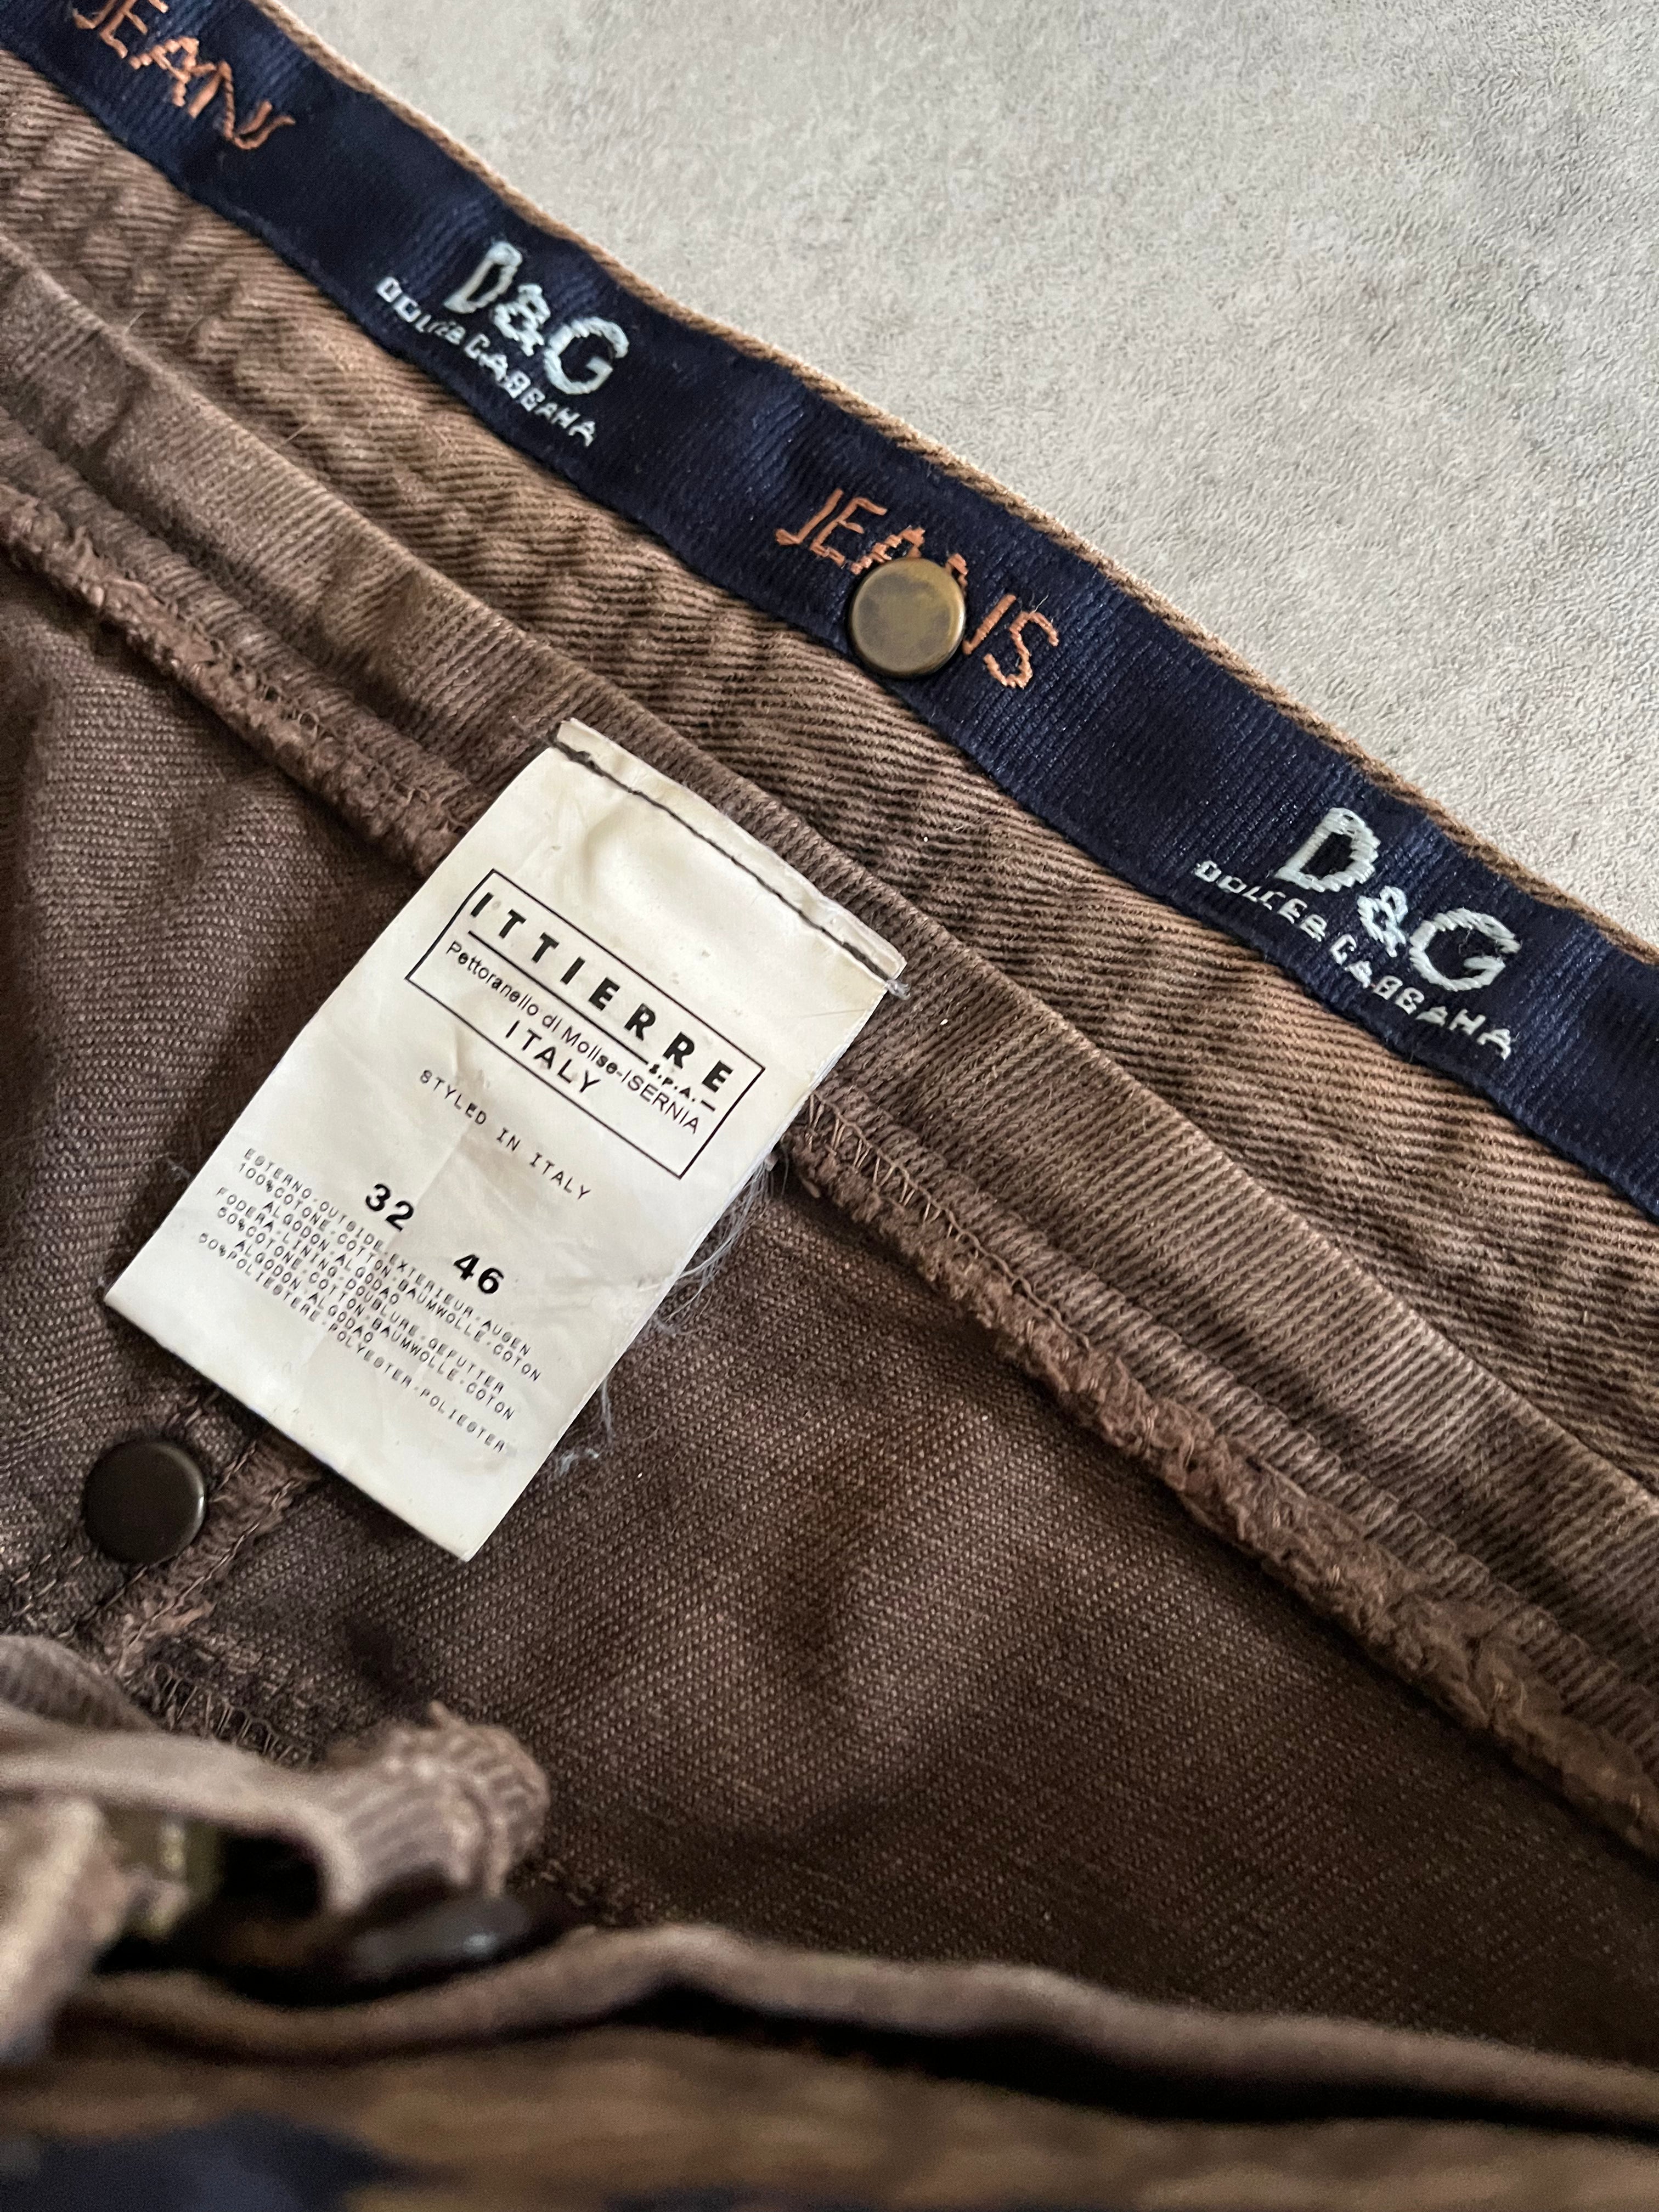 JEANS
D&G
DOLCE&GABBANA
JEANS
D&G
DOLCE&GABBANA
ITTIERRE
S.P.A.
Pettoranello di Molise-ISERNIA
ITALY
STYLED IN ITALY
32
46
ESTERNO-OUTSIDE-EXTERIEUR-AUSEN
100%COTONE-COTTON-BAUMWOLLE-COTON
ALGODON-ALGODAO
FODERA-LINING-DOUBLURE-GEFUTTER
50%COTONE-COTTON-BAUMWOLLE-COTON
ALGODON-ALGODAO
50%POLIESTERE-POLYESTER-POLIESTER